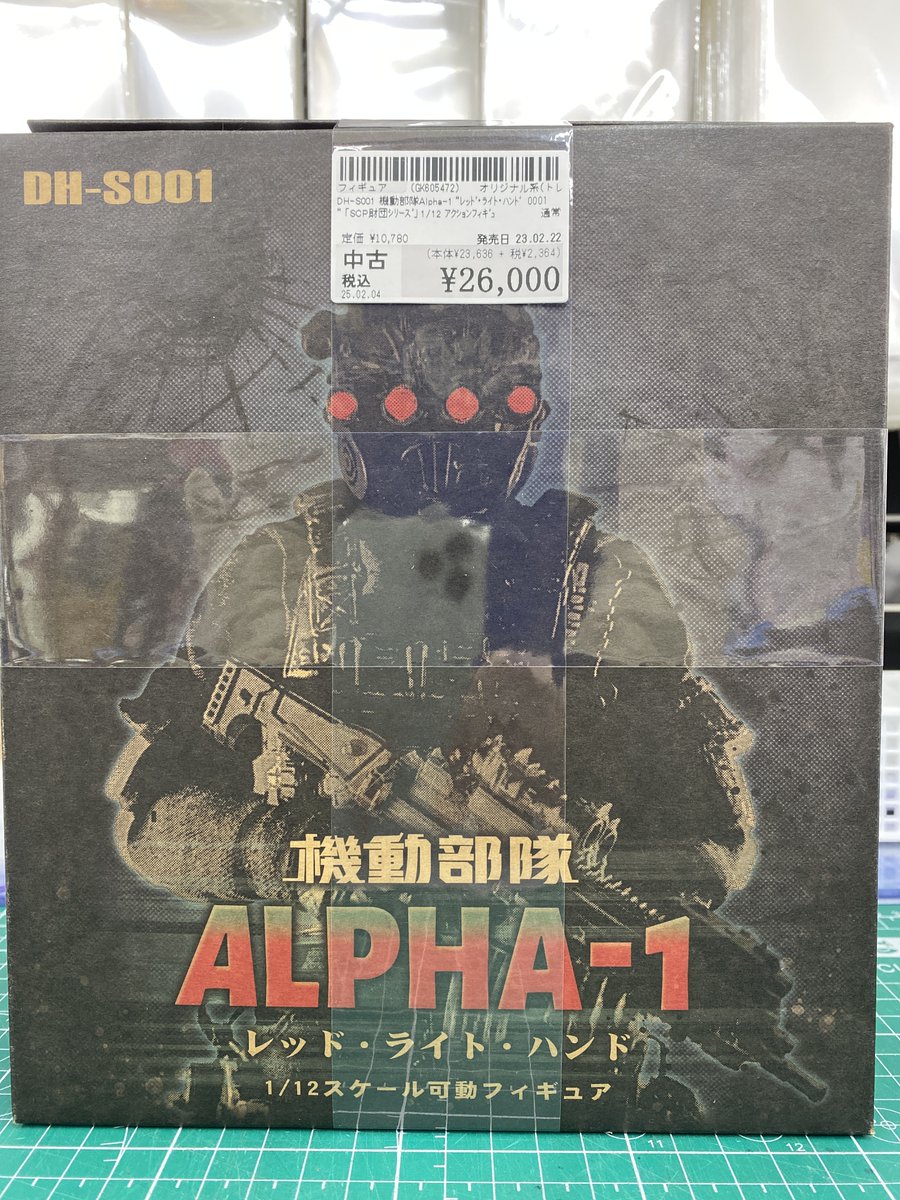 DH-S001
フィギュア (GK805472) オリジナル系(トレ
DH-S001 機動部隊Alpha-1 "レッド・ライト・ハンド 0001
"「SCP財団シリーズ」1/12 アクションフィギュ 通常
定価 ¥10,780 発売日 23.02.22
中古 (本体¥23,636 + 税¥2,364)
税込 ¥26,000
25.02.04
機動部隊
ALPHA-1
レッド・ライト・ハンド
1/12スケール可動フィギュア
11 12